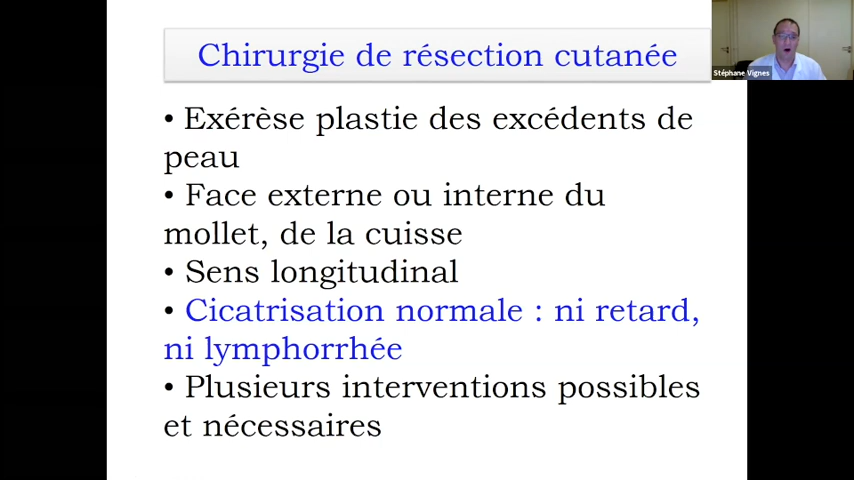 Chirurgie de résection cutanée
Stéphane Vignes
• Exérèse plastie des excédents de
peau
• Face externe ou interne du
mollet, de la cuisse
• Sens longitudinal
• Cicatrisation normale : ni retard,
ni lymphorrhée
• Plusieurs interventions possibles
et nécessaires